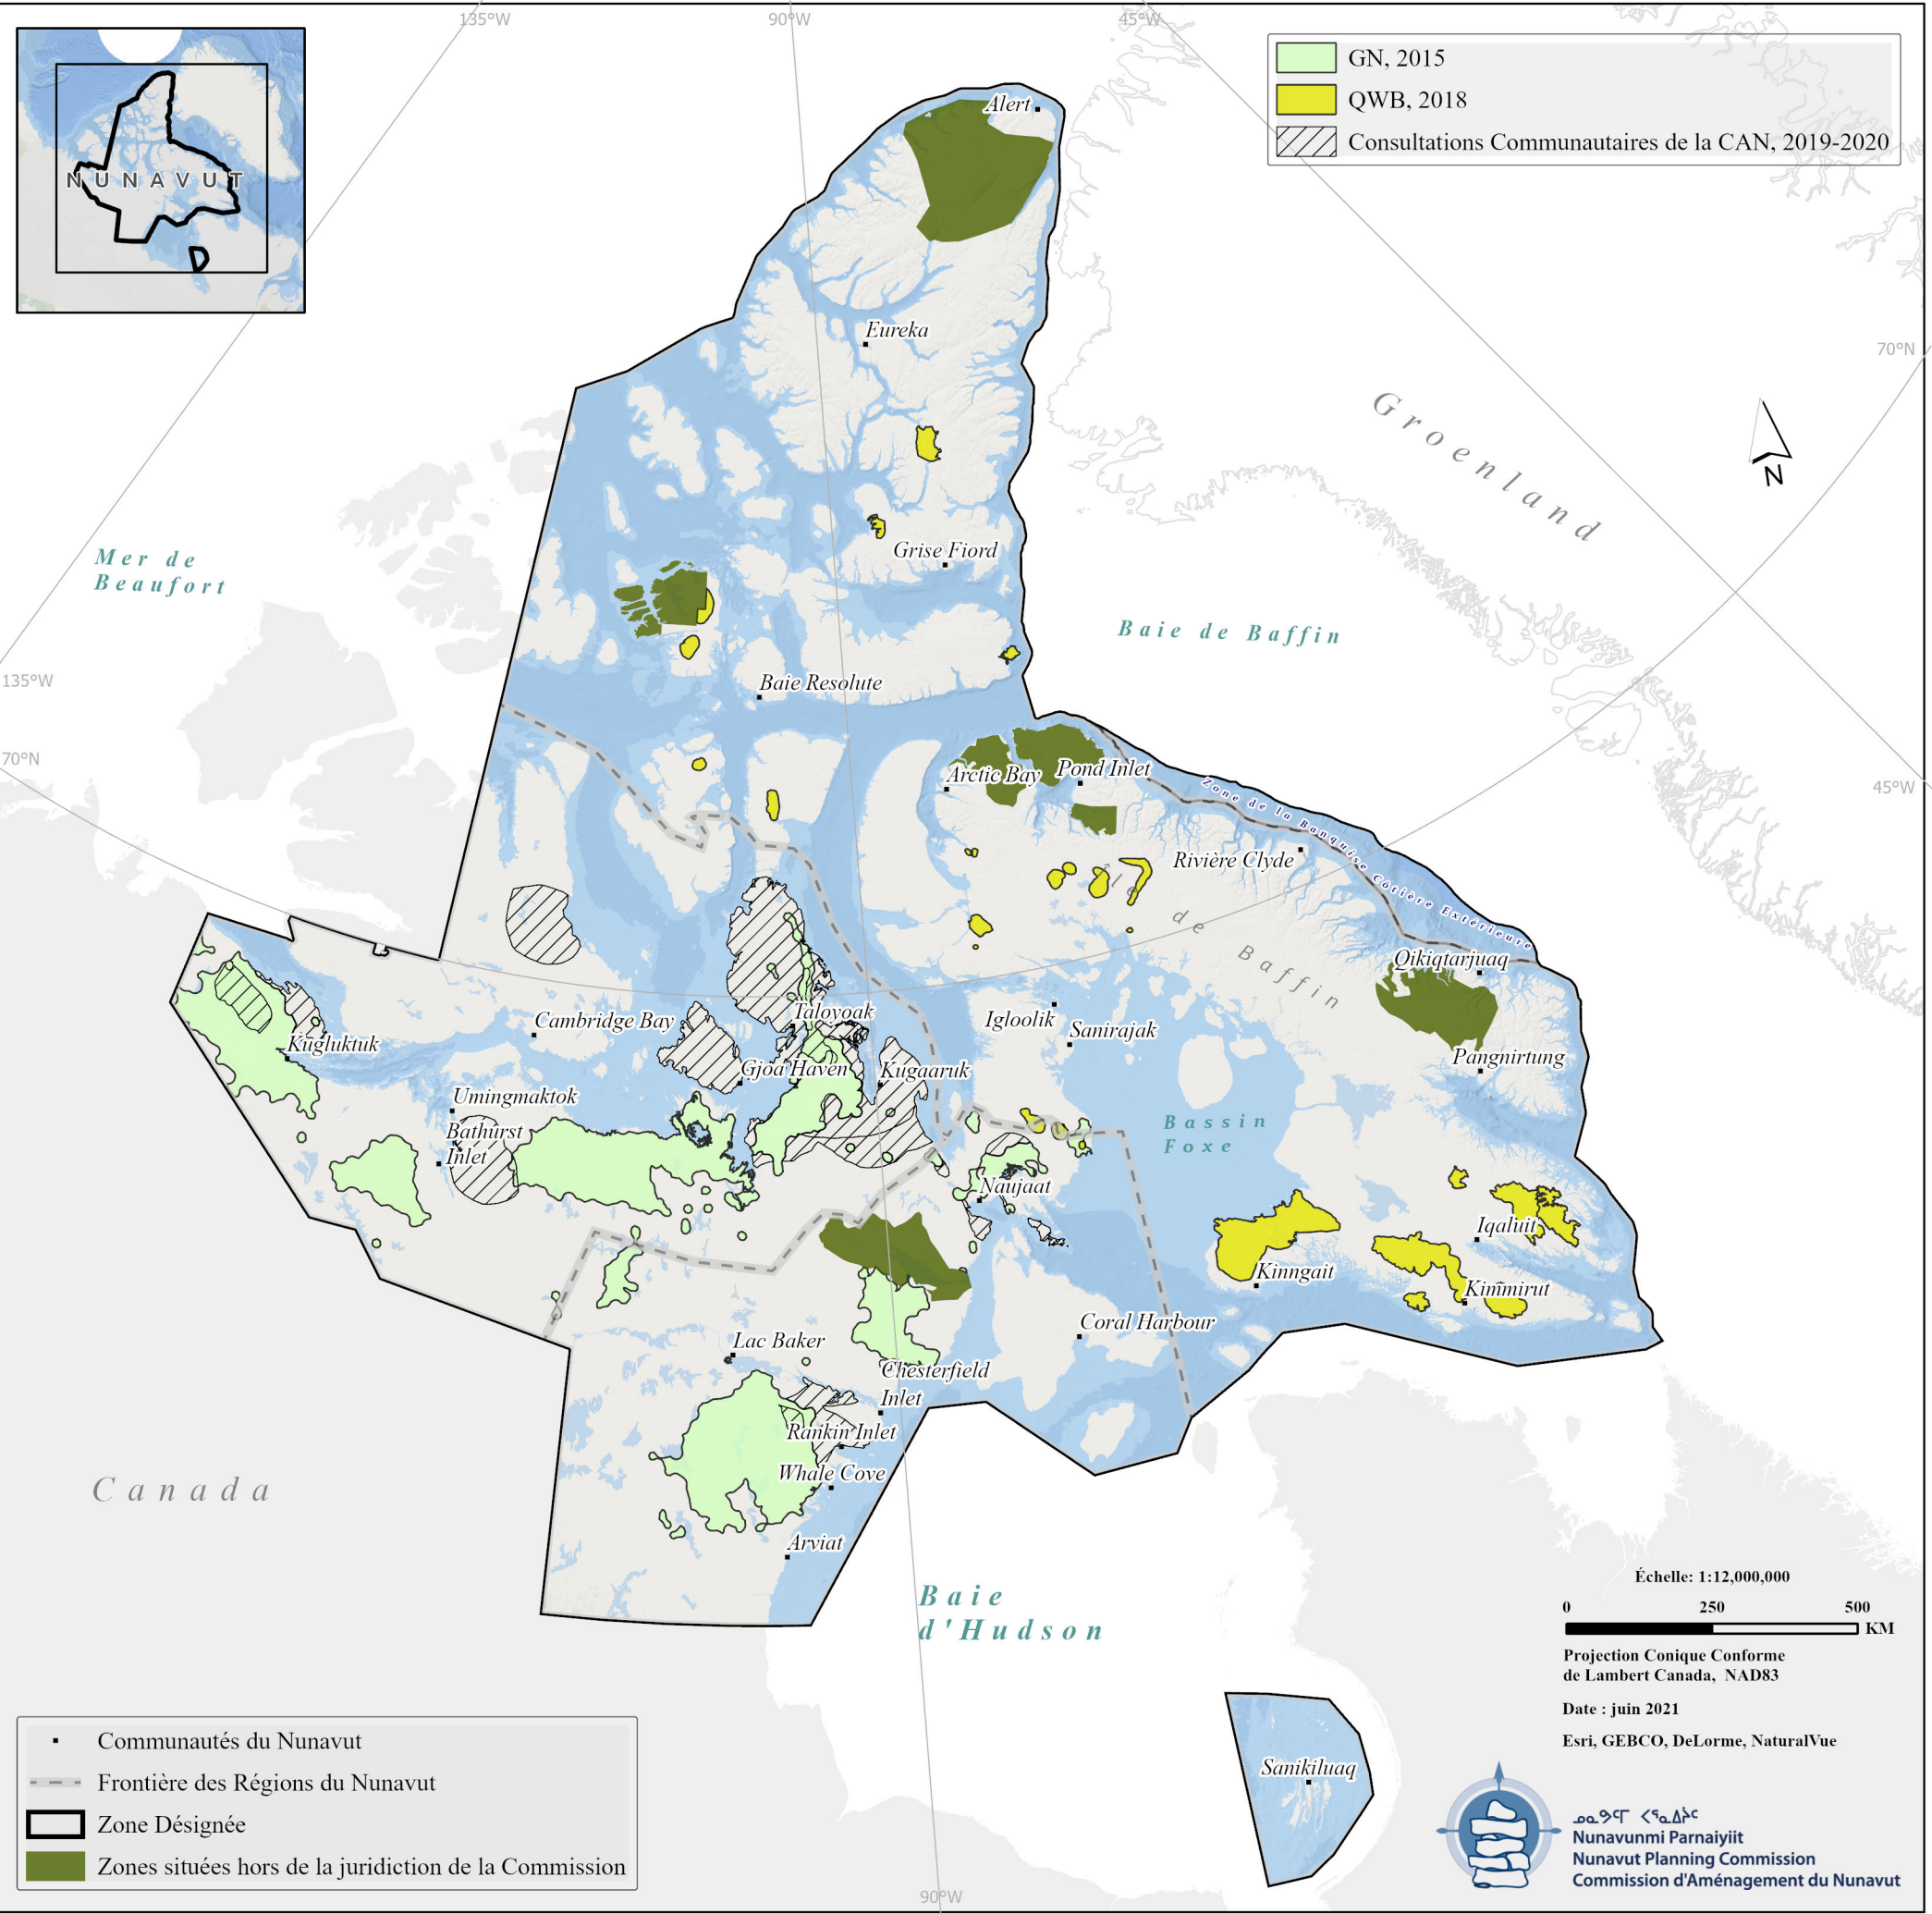 135°W
90°W
45°W
NUNAVUT
GN, 2015
QWB, 2018
Consultations Communautaires de la CAN, 2019-2020
Alert
Eureka
70°N
Groenland
N
Grise Fiord
Mer de
Beaufort
Baie de Baffin
135°W
Baie Resolute
70°N
Arctic Bay
Pond Inlet
Zone de la Banquise Côtière Extérieure
45°W
Rivière Clyde
Île de Baffin
Qikiqtarjuaq
Taloyoak
Igloolik
Cambridge Bay
Sanirajak
Kugluktuk
Pangnirtung
Gjoa Haven
Kugaaruk
Umingmaktok
Bassin
Foxe
Bathurst
Inlet
Naujaat
Iqaluit
Kinngait
Kimmirut
Coral Harbour
Lac Baker
Chesterfield
Inlet
Rankin Inlet
Whale Cove
Canada
Arviat
Baie
d'Hudson
Échelle: 1:12,000,000
0 250 500
KM
Projection Conique Conforme
de Lambert Canada, NAD83
Date : juin 2021
Esri, GEBCO, DeLorme, NaturalVue
Sanikiluaq
Communautés du Nunavut
Frontière des Régions du Nunavut
Zone Désignée
Zones situées hors de la juridiction de la Commission
ᓄᓇᕗᑦᒥ ᐸᕐᓇᐃᔩᑦ
Nunavunmi Parnaiyiit
Nunavut Planning Commission
Commission d'Aménagement du Nunavut
90°W